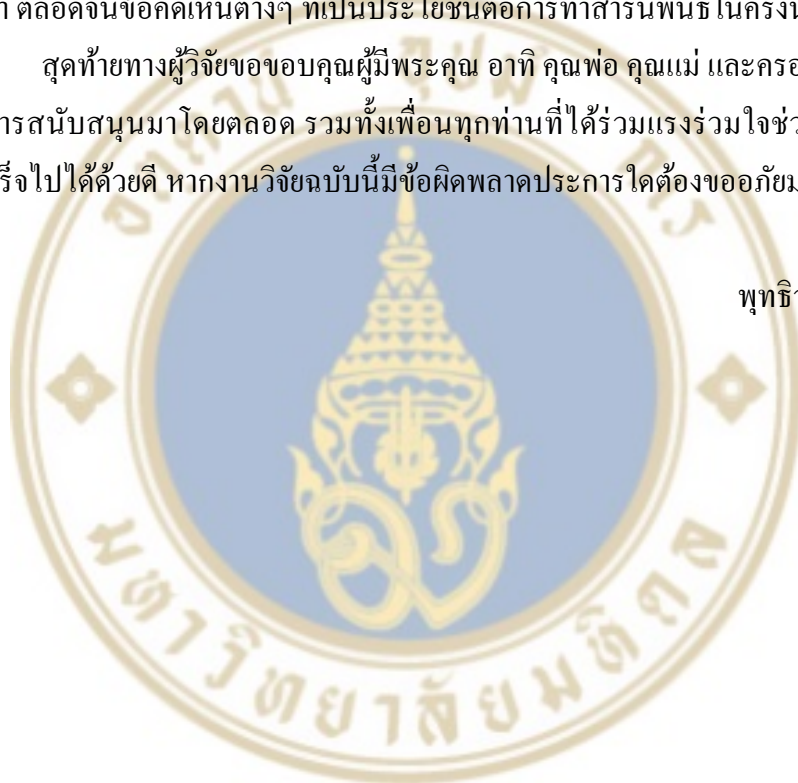 ตลอดจนข้อคิดเห็นต่างๆ ที่เป็นประโยชน์ต่อการทำสารนิพนธ์ในครั้งนี้
สุดท้ายทางผู้วิจัยขอขอบคุณผู้มีพระคุณ อาทิ คุณพ่อ คุณแม่ และครอ
ารสนับสนุนมาโดยตลอด รวมทั้งเพื่อนทุกท่านที่ได้ร่วมแรงร่วมใจช่ว
ร็จไปได้ด้วยดี หากงานวิจัยฉบับนี้มีข้อผิดพลาดประการใดต้องขออภัยม
พุทธิ
อตฺตานํ อุปมํ กเร
มหาวิทยาลัยมหิดล